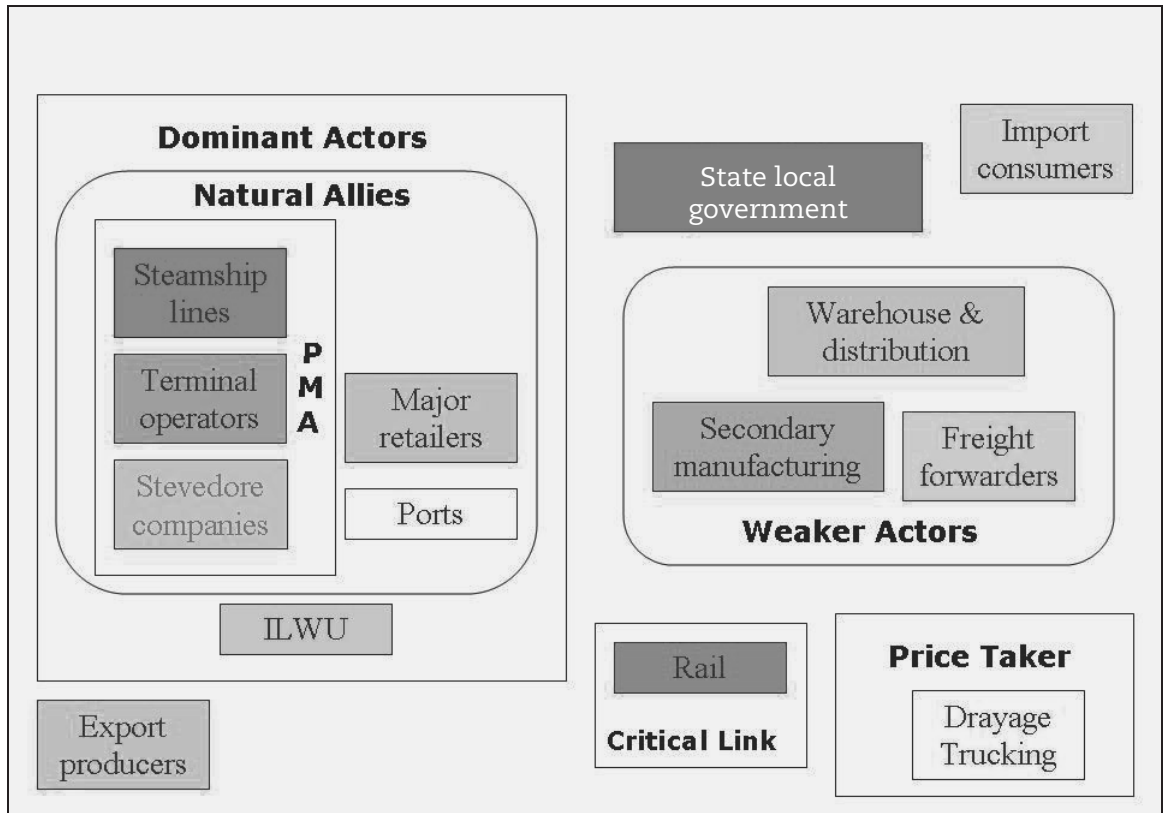 Dominant Actors
Natural Allies
Steamship
lines
Terminal
operators
Stevedore
companies
P
M
A
Major
retailers
Ports
ILWU
Export
producers
State local
government
Import
consumers
Warehouse &
distribution
Secondary
manufacturing
Freight
forwarders
Weaker Actors
Rail
Critical Link
Price Taker
Drayage
Trucking